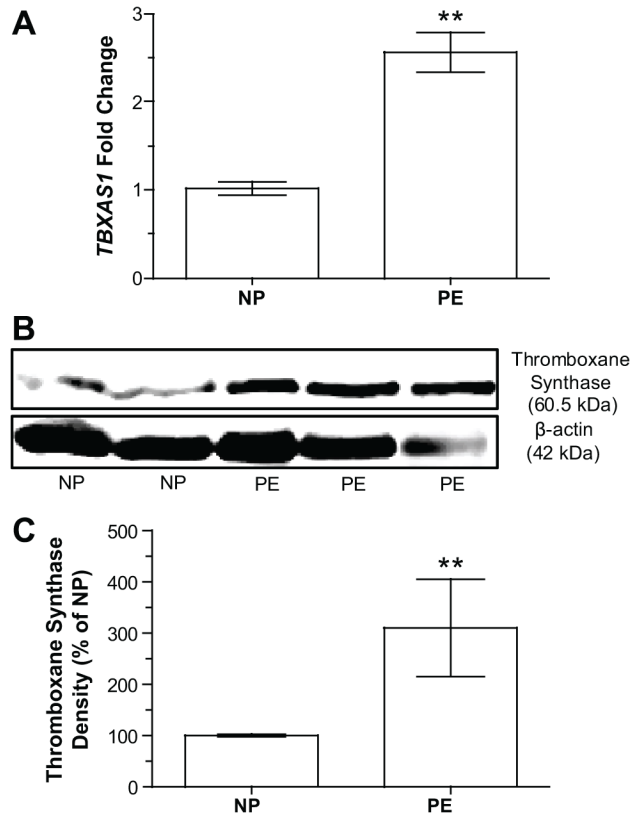 A
TBXAS1 Fold Change
3
2
1
0
**
NP
PE
B
Thromboxane
Synthase
(60.5 kDa)
β-actin
(42 kDa)
NP
NP
PE
PE
PE
C
Thromboxane Synthase
Density (% of NP)
500
400
300
200
100
0
**
NP
PE